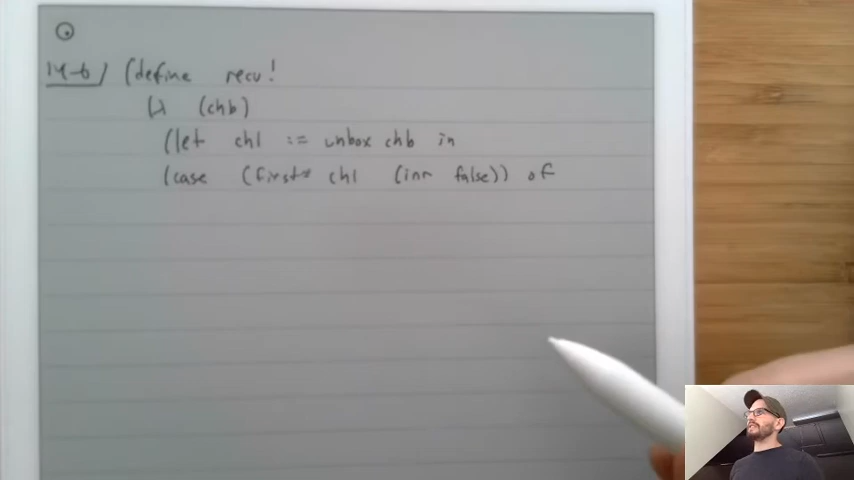 14-6/ (define recv!
(λ (chb)
(let chl := unbox chb in
(case (first* chl (inr false)) of